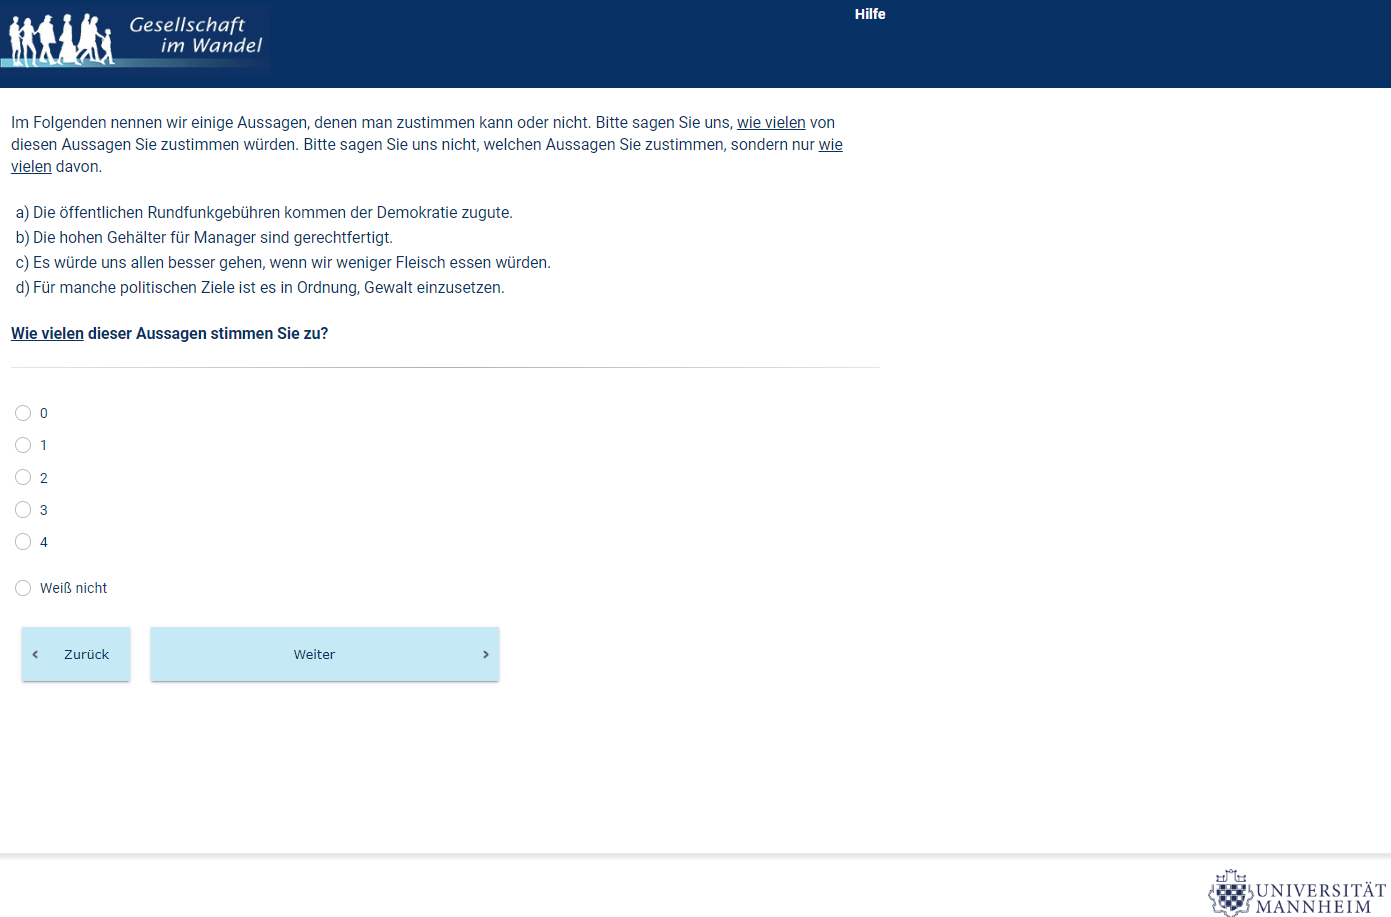 Gesellschaft
im Wandel
Hilfe
Im Folgenden nennen wir einige Aussagen, denen man zustimmen kann oder nicht. Bitte sagen Sie uns, wie vielen von
diesen Aussagen Sie zustimmen würden. Bitte sagen Sie uns nicht, welchen Aussagen Sie zustimmen, sondern nur wie
vielen davon.
a) Die öffentlichen Rundfunkgebühren kommen der Demokratie zugute.
b) Die hohen Gehälter für Manager sind gerechtfertigt.
c) Es würde uns allen besser gehen, wenn wir weniger Fleisch essen würden.
d) Für manche politischen Ziele ist es in Ordnung, Gewalt einzusetzen.
Wie vielen dieser Aussagen stimmen Sie zu?
0
1
2
3
4
Weiß nicht
Zurück
Weiter
UNIVERSITÄT
MANNHEIM